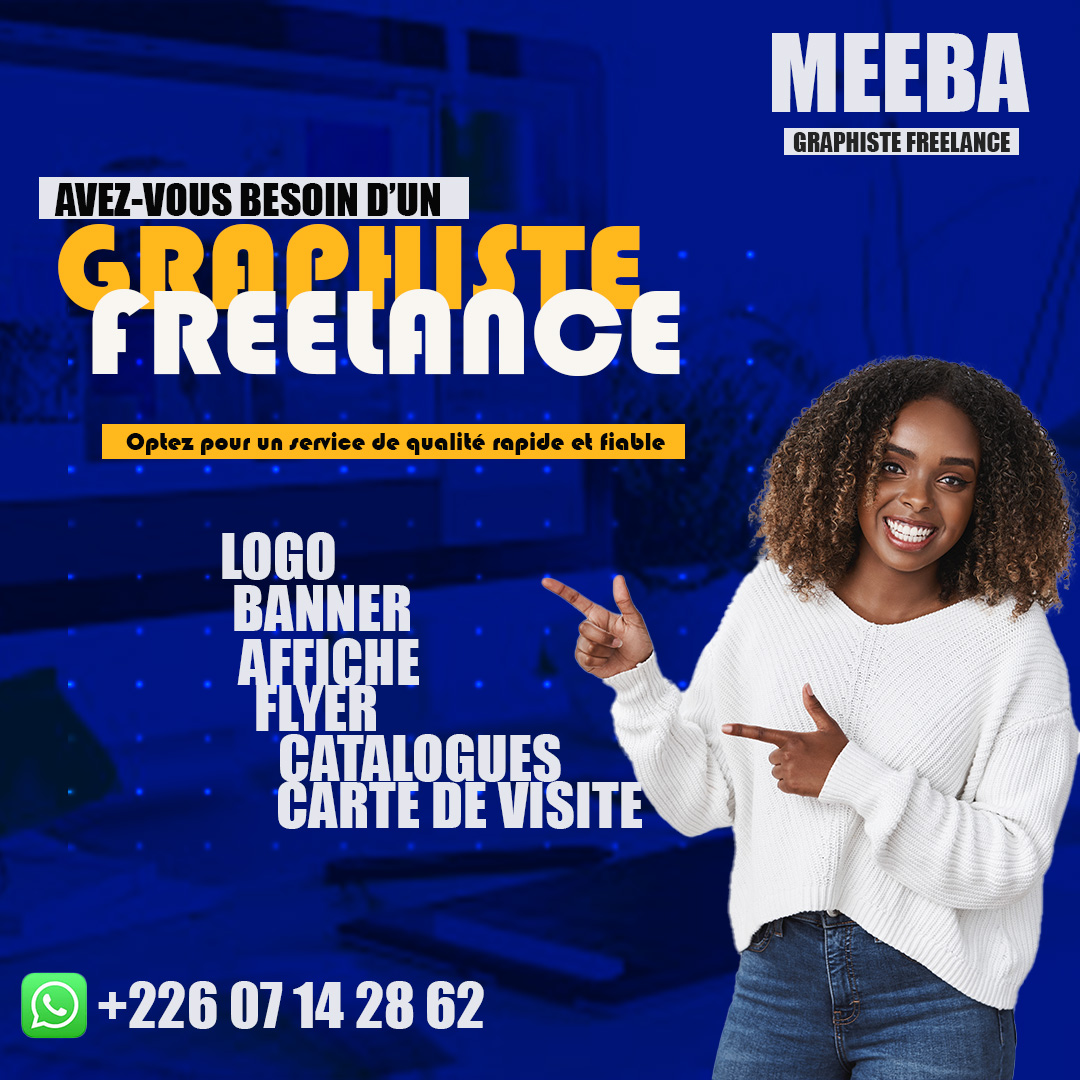 MEEBA
GRAPHISTE FREELANCE
AVEZ-VOUS BESOIN D'UN
GRAPHISTE
FREELANCE
Optez pour un service de qualité rapide et fiable
LOGO
BANNER
AFFICHE
FLYER
CATALOGUES
CARTE DE VISITE
+226 07 14 28 62